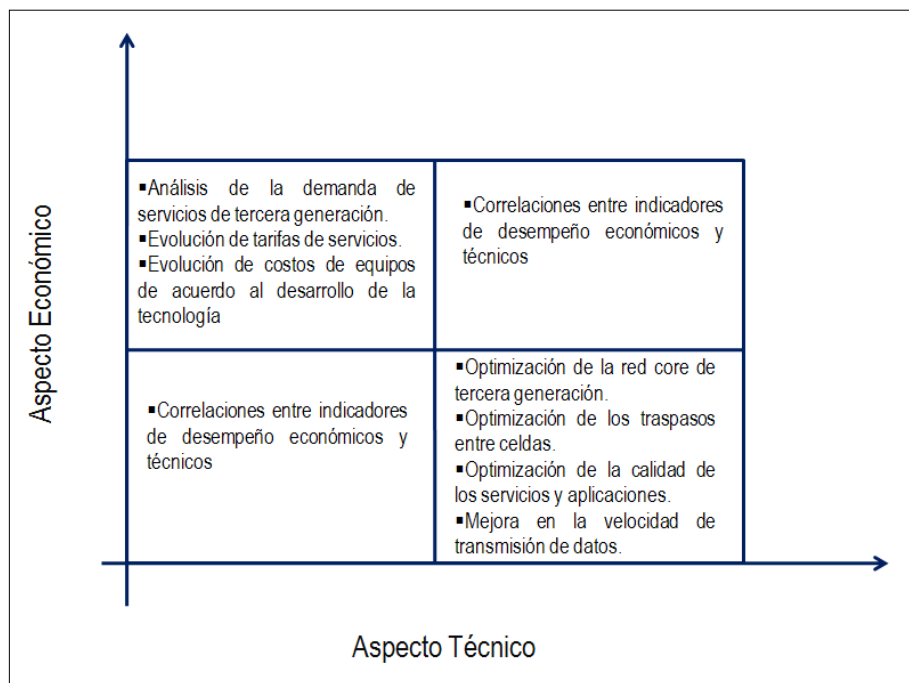 Aspecto Económico
▪Análisis de la demanda de
servicios de tercera generación.
▪Evolución de tarifas de servicios.
▪Evolución de costos de equipos
de acuerdo al desarrollo de la
tecnología
▪Correlaciones entre indicadores
de desempeño económicos y
técnicos
▪Correlaciones entre indicadores
de desempeño económicos y
técnicos
▪Optimización de la red core de
tercera generación.
▪Optimización de los traspasos
entre celdas.
▪Optimización de la calidad de
los servicios y aplicaciones.
▪Mejora en la velocidad de
transmisión de datos.
Aspecto Técnico